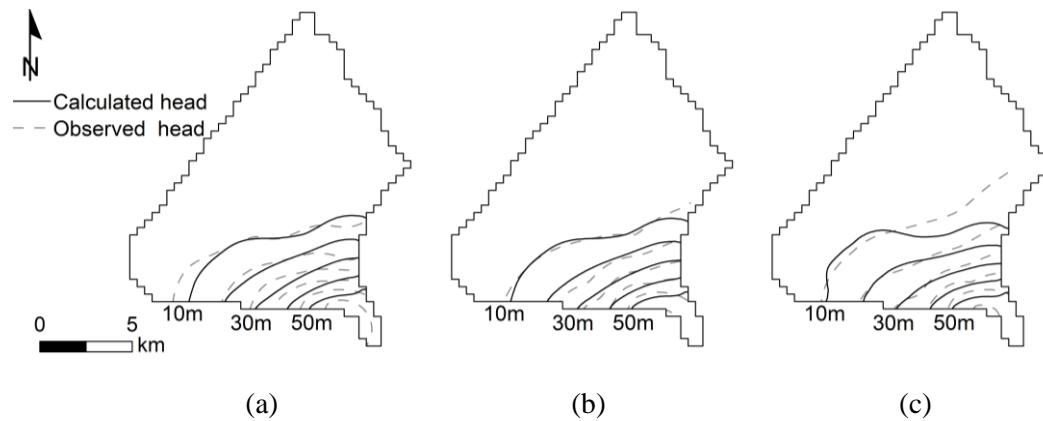 N
Calculated head
Observed head
0 5
km
10m 30m 50m
10m 30m 50m
10m 30m 50m
(a) (b) (c)